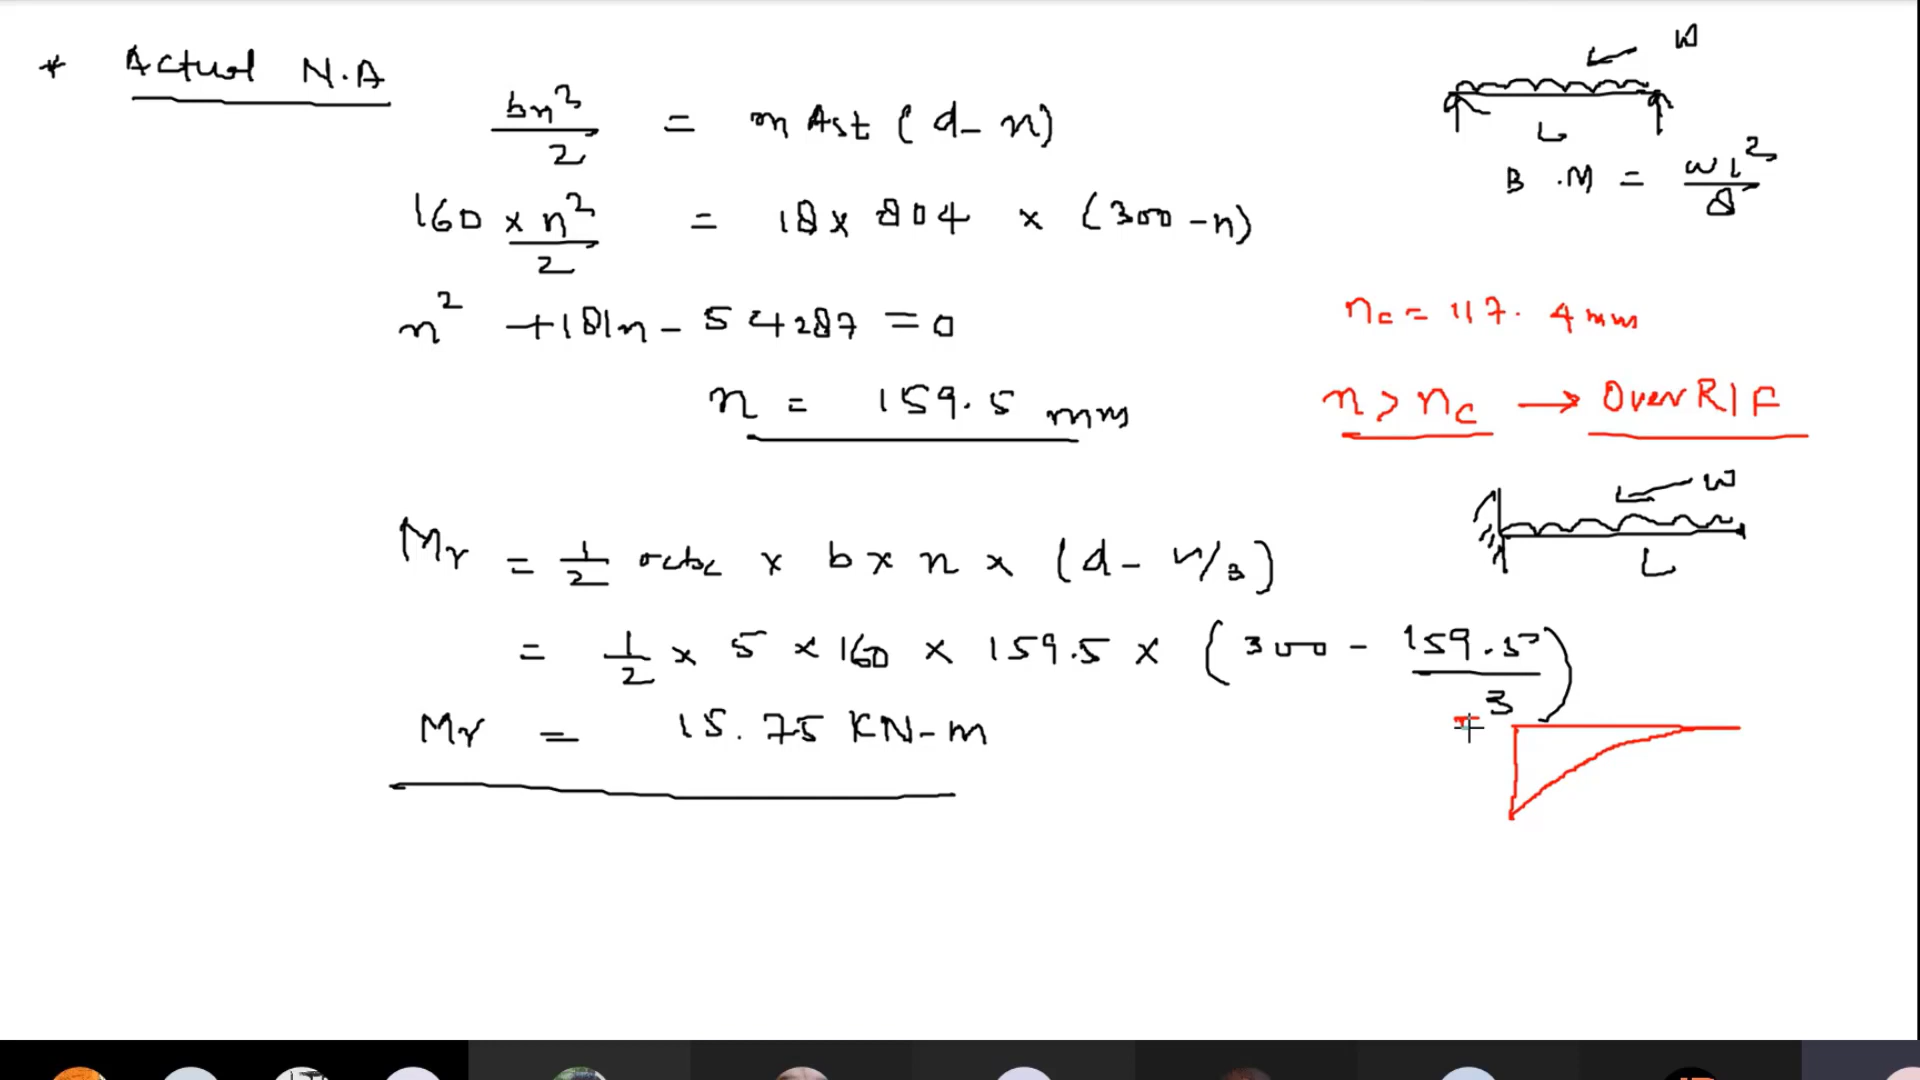 * Actual N.A
bn²/2 = m Ast (d - n)
160 × n²/2 = 18 × 804 × (300 - n)
n² + 181n - 54287 = 0
n = 159.5 mm
Mr = 1/2 σcbc × b × n × (d - n/3)
= 1/2 × 5 × 160 × 159.5 × (300 - 159.5/3)
Mr = 15.75 KN-m
w
L
B.M = wl²/8
nc = 117.4 mm
n > nc → Over R/F
w
L